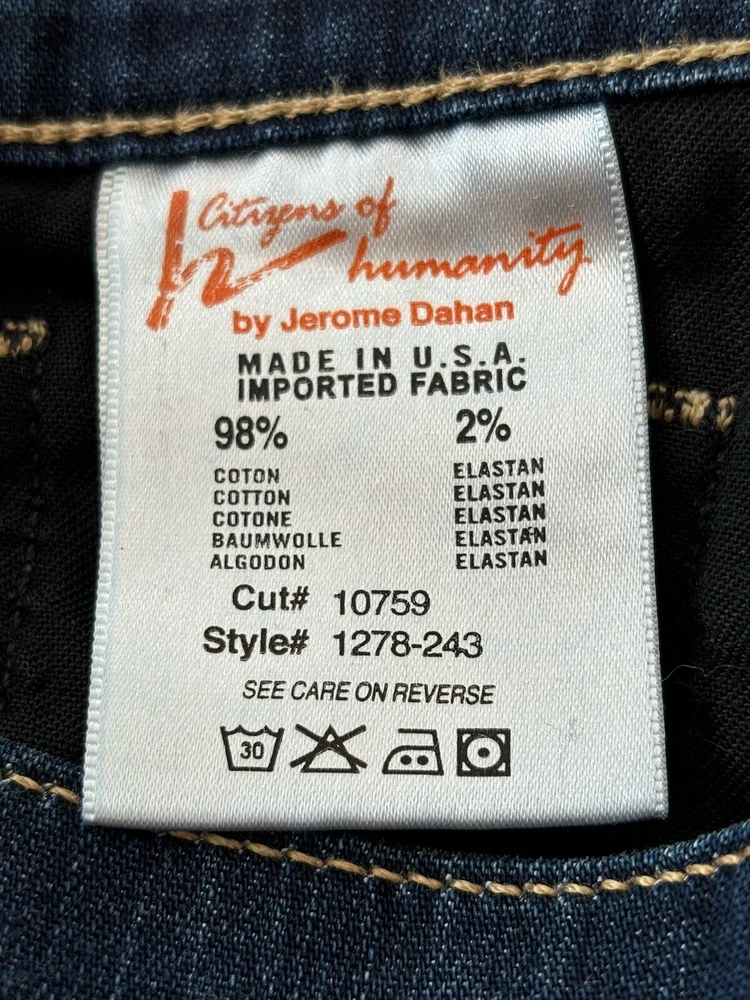 Citizens of
humanity
by Jerome Dahan
MADE IN U.S.A.
IMPORTED FABRIC
98% 2%
COTON ELASTAN
COTTON ELASTAN
COTONE ELASTAN
BAUMWOLLE ELASTAN
ALGODON ELASTAN
Cut# 10759
Style# 1278-243
SEE CARE ON REVERSE
30